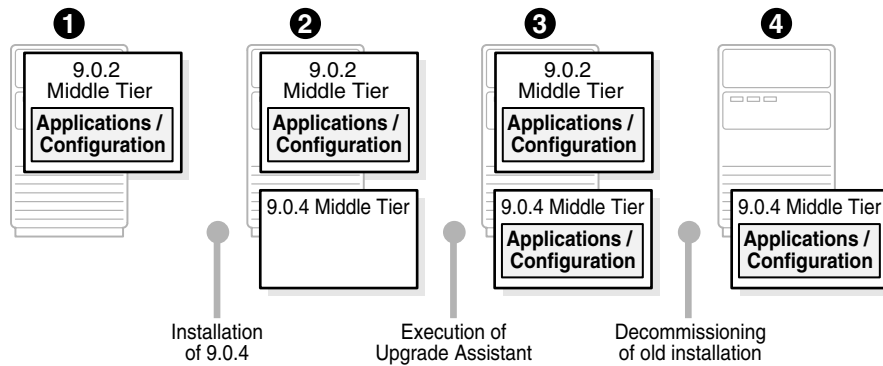 1
9.0.2
Middle Tier
Applications /
Configuration
2
9.0.2
Middle Tier
Applications /
Configuration
9.0.4 Middle Tier
3
9.0.2
Middle Tier
Applications /
Configuration
9.0.4 Middle Tier
Applications /
Configuration
4
9.0.4 Middle Tier
Applications /
Configuration
Installation
of 9.0.4
Execution of
Upgrade Assistant
Decommissioning
of old installation